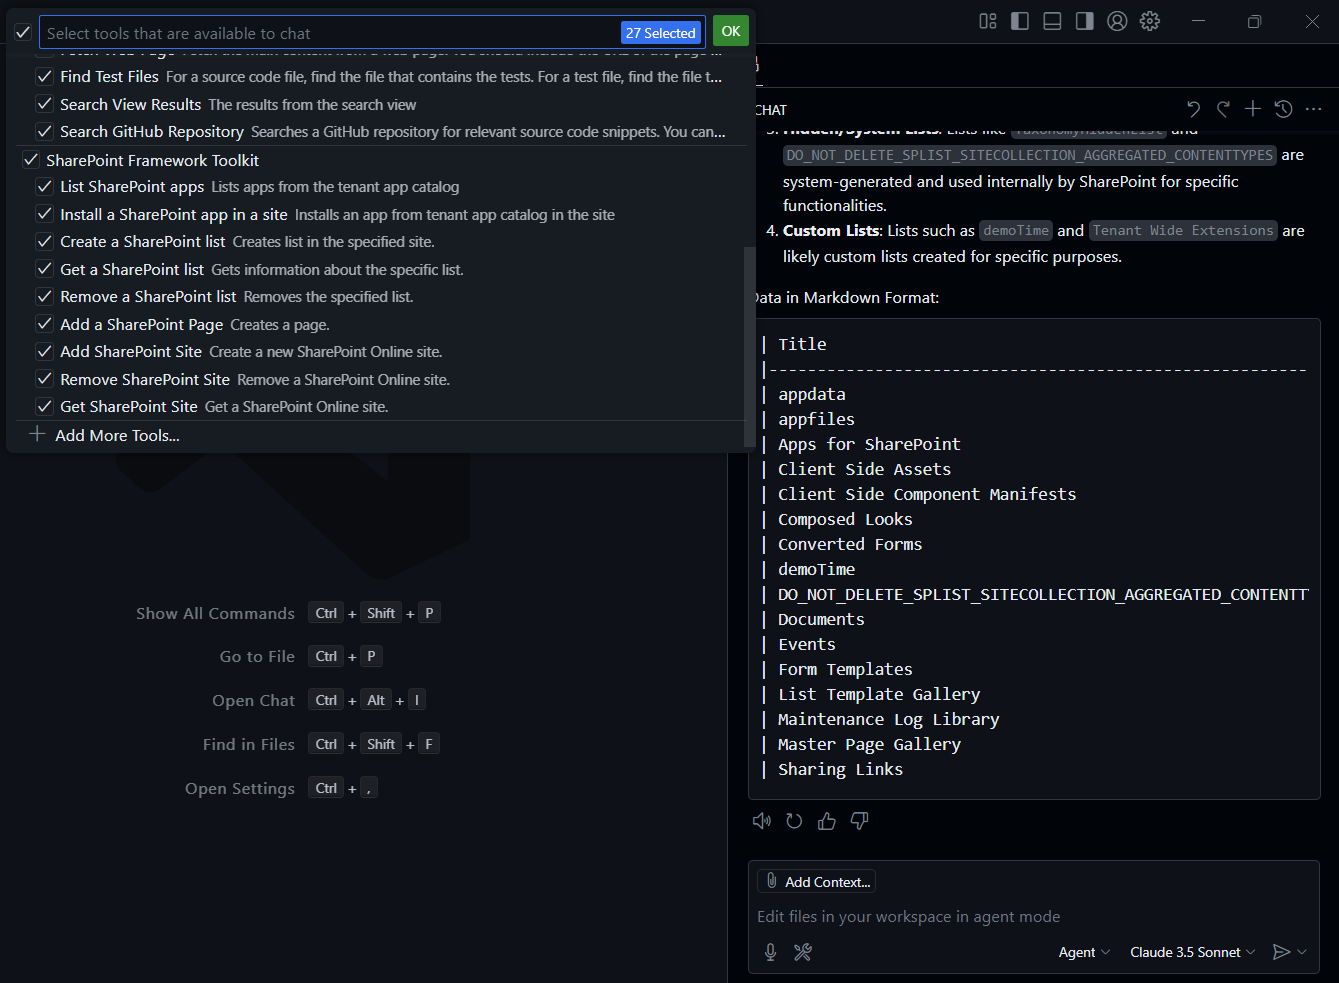 Select tools that are available to chat
27 Selected
OK
Find Test Files For a source code file, find the file that contains the tests. For a test file, find the file t...
Search View Results The results from the search view
Search GitHub Repository Searches a GitHub repository for relevant source code snippets. You can...
SharePoint Framework Toolkit
List SharePoint apps Lists apps from the tenant app catalog
Install a SharePoint app in a site Installs an app from tenant app catalog in the site
Create a SharePoint list Creates list in the specified site.
Get a SharePoint list Gets information about the specific list.
Remove a SharePoint list Removes the specified list.
Add a SharePoint Page Creates a page.
Add SharePoint Site Create a new SharePoint Online site.
Remove SharePoint Site Remove a SharePoint Online site.
Get SharePoint Site Get a SharePoint Online site.
Add More Tools...
Show All Commands Ctrl + Shift + P
Go to File Ctrl + P
Open Chat Ctrl + Alt + I
Find in Files Ctrl + Shift + F
Open Settings Ctrl + ,
CHAT
Hidden/System Lists: Lists like TaxonomyHiddenList and
DO_NOT_DELETE_SPLIST_SITECOLLECTION_AGGREGATED_CONTENTTYPES are
system-generated and used internally by SharePoint for specific
functionalities.
4. Custom Lists: Lists such as demoTime and Tenant Wide Extensions are
likely custom lists created for specific purposes.
Data in Markdown Format:
| Title
|--------------------------------------------------------
| appdata
| appfiles
| Apps for SharePoint
| Client Side Assets
| Client Side Component Manifests
| Composed Looks
| Converted Forms
| demoTime
| DO_NOT_DELETE_SPLIST_SITECOLLECTION_AGGREGATED_CONTENTT
| Documents
| Events
| Form Templates
| List Template Gallery
| Maintenance Log Library
| Master Page Gallery
| Sharing Links
Add Context...
Edit files in your workspace in agent mode
Agent
Claude 3.5 Sonnet